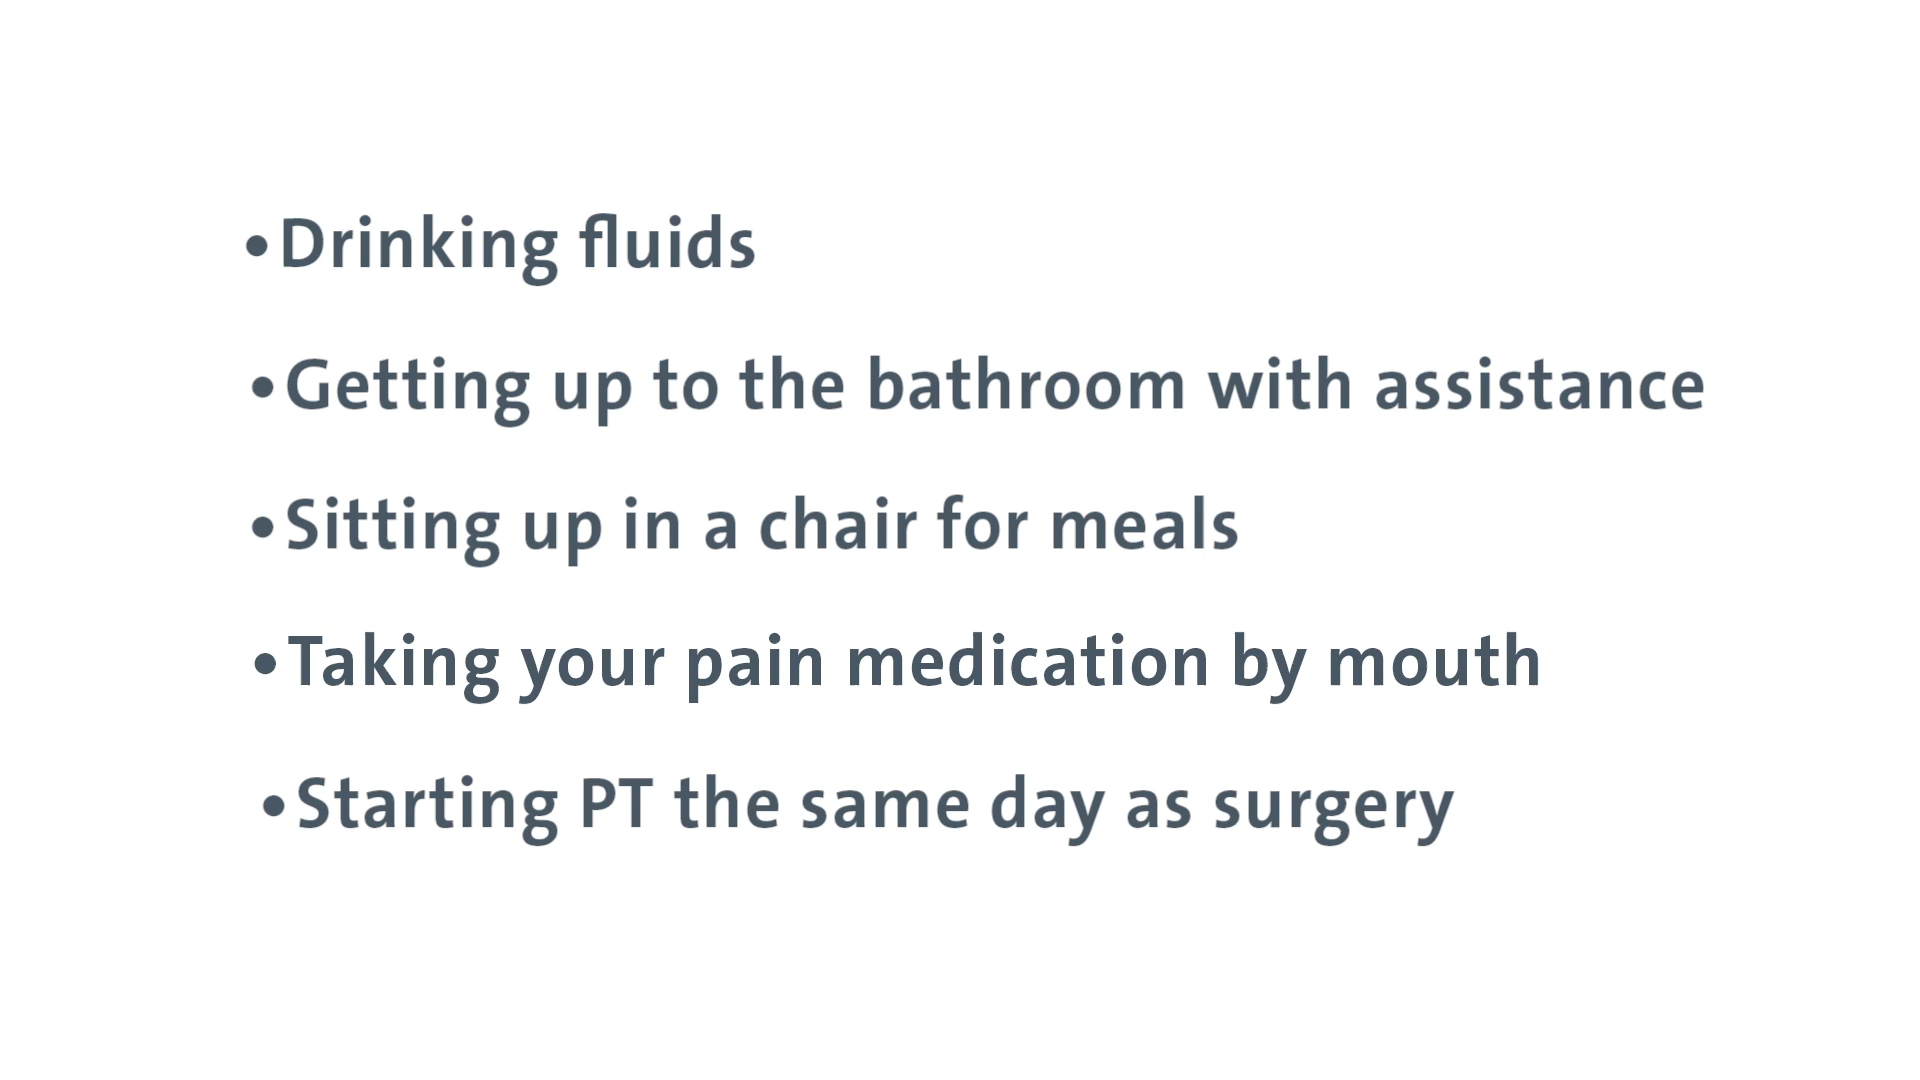 •Drinking fluids
•Getting up to the bathroom with assistance
•Sitting up in a chair for meals
•Taking your pain medication by mouth
•Starting PT the same day as surgery